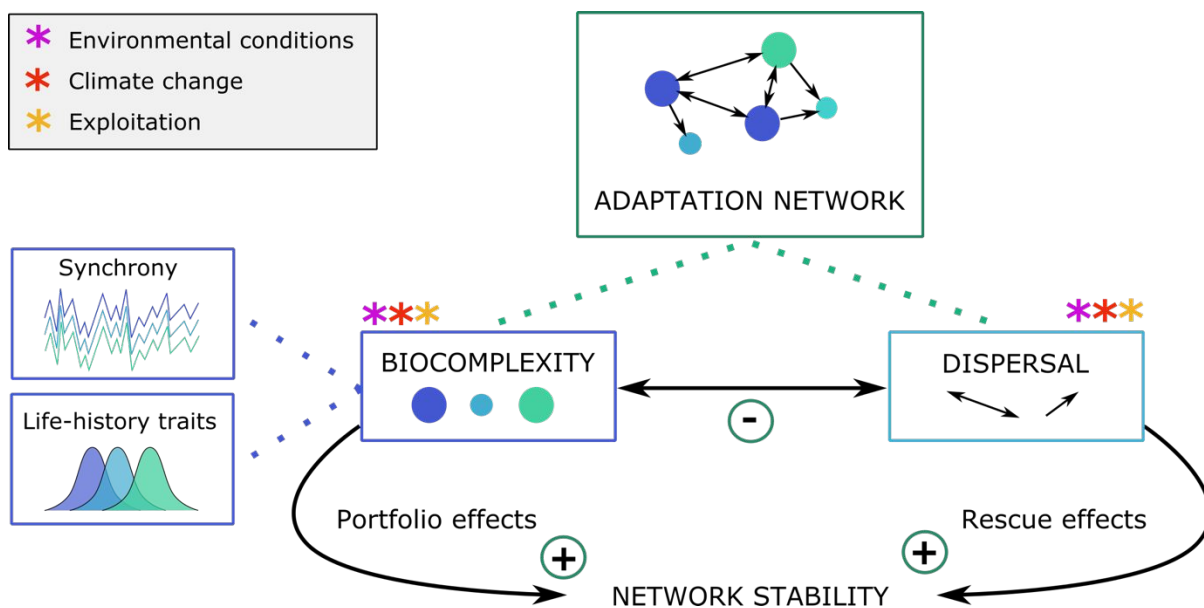 * Environmental conditions
* Climate change
* Exploitation
ADAPTATION NETWORK
Synchrony
Life-history traits
***
BIOCOMPLEXITY
***
DISPERSAL
-
Portfolio effects
+
Rescue effects
+
NETWORK STABILITY